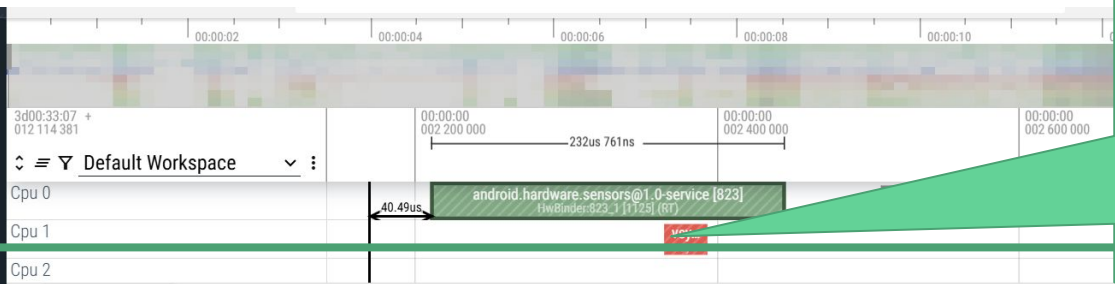 00:00:02
00:00:04
00:00:06
00:00:08
00:00:10
3d00:33:07 +
012 114 381
00:00:00
002 200 000
00:00:00
002 400 000
00:00:00
002 600 000
232us 761ns
Default Workspace
Cpu 0
android.hardware.sensors@1.0-service [823]
HwBinder:823_1 [1125] (RT)
40.49us
Cpu 1
Cpu 2